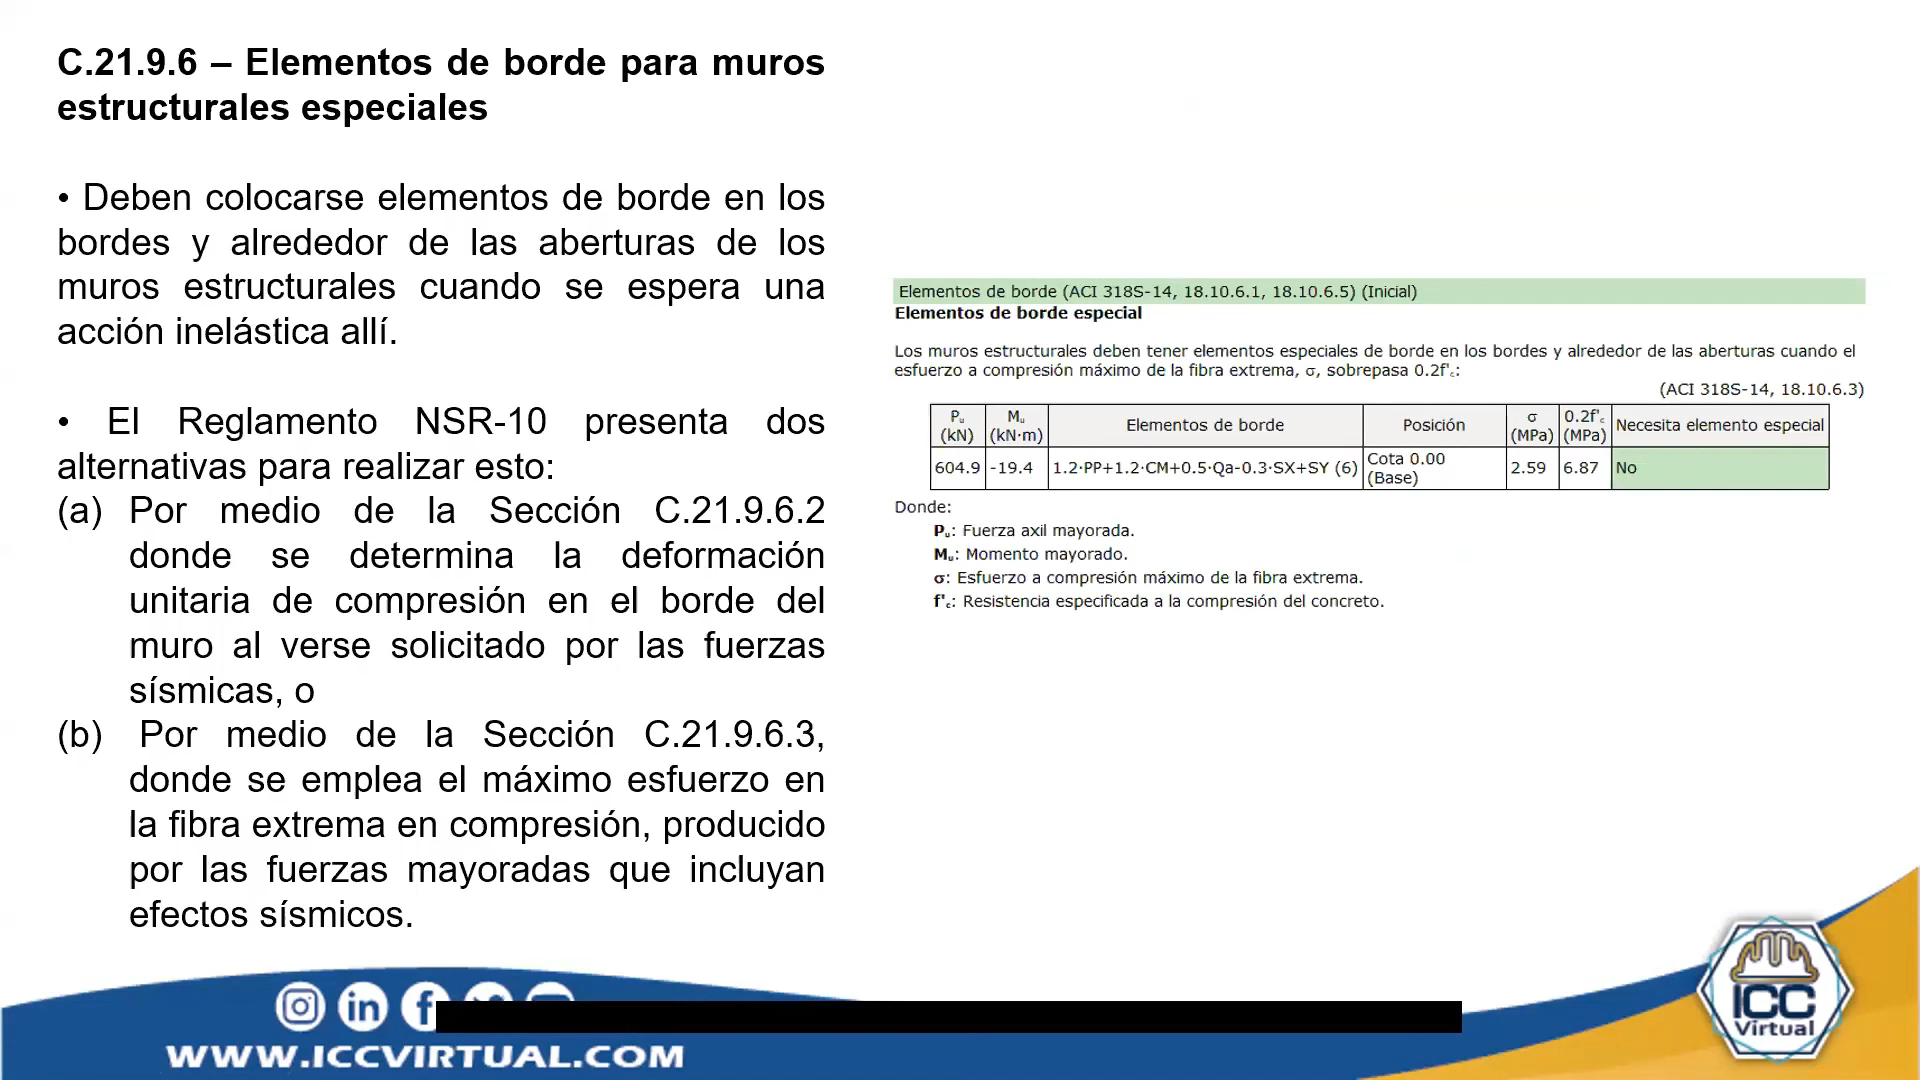 C.21.9.6 – Elementos de borde para muros
estructurales especiales
• Deben colocarse elementos de borde en los
bordes y alrededor de las aberturas de los
muros estructurales cuando se espera una
acción inelástica allí.
• El Reglamento NSR-10 presenta dos
alternativas para realizar esto:
(a) Por medio de la Sección C.21.9.6.2
donde se determina la deformación
unitaria de compresión en el borde del
muro al verse solicitado por las fuerzas
sísmicas, o
(b) Por medio de la Sección C.21.9.6.3,
donde se emplea el máximo esfuerzo en
la fibra extrema en compresión, producido
por las fuerzas mayoradas que incluyan
efectos sísmicos.
Elementos de borde (ACI 318S-14, 18.10.6.1, 18.10.6.5) (Inicial)
Elementos de borde especial
Los muros estructurales deben tener elementos especiales de borde en los bordes y alrededor de las aberturas cuando el
esfuerzo a compresión máximo de la fibra extrema, σ, sobrepasa 0.2f'c:
(ACI 318S-14, 18.10.6.3)
Pu (kN) Mu (kN·m) Elementos de borde Posición σ (MPa) 0.2f'c (MPa) Necesita elemento especial
604.9 -19.4 1.2·PP+1.2·CM+0.5·Qa-0.3·SX+SY (6) Cota 0.00 (Base) 2.59 6.87 No
Donde:
Pu: Fuerza axil mayorada.
Mu: Momento mayorado.
σ: Esfuerzo a compresión máximo de la fibra extrema.
f'c: Resistencia especificada a la compresión del concreto.
WWW.ICCVIRTUAL.COM
ICC
Virtual